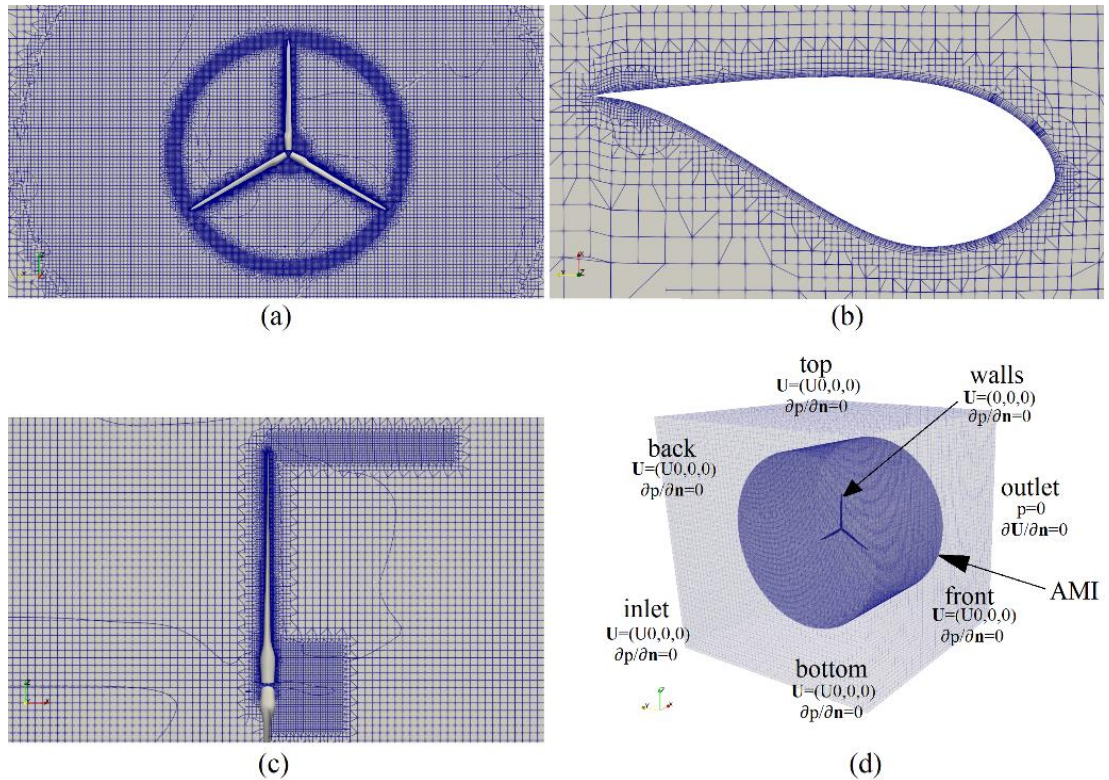 (a)
(b)
top
U=(U0,0,0)
∂p/∂n=0
walls
U=(0,0,0)
∂p/∂n=0
back
U=(U0,0,0)
∂p/∂n=0
outlet
p=0
∂U/∂n=0
AMI
front
U=(U0,0,0)
∂p/∂n=0
inlet
U=(U0,0,0)
∂p/∂n=0
bottom
U=(U0,0,0)
∂p/∂n=0
(c)
(d)